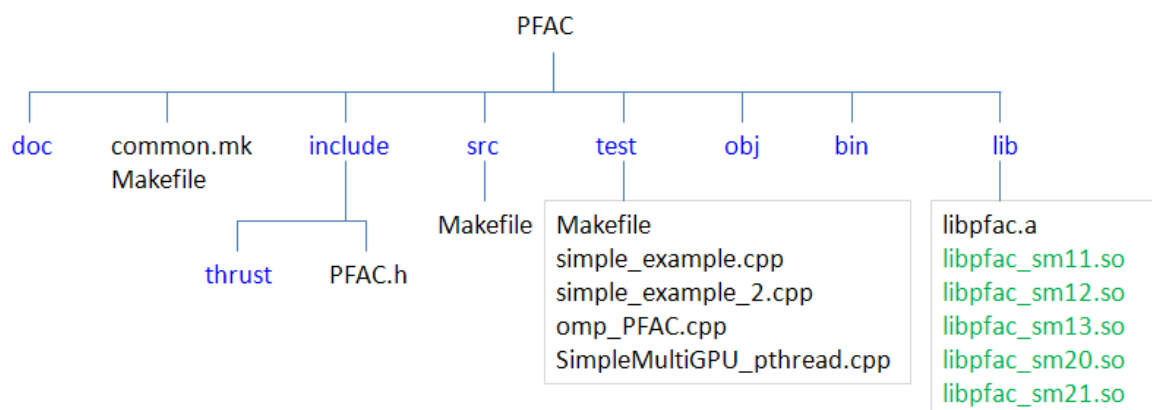 PFAC
doc
common.mk
Makefile
include
src
test
obj
bin
lib
thrust
PFAC.h
Makefile
Makefile
simple_example.cpp
simple_example_2.cpp
omp_PFAC.cpp
SimpleMultiGPU_pthread.cpp
libpfac.a
libpfac_sm11.so
libpfac_sm12.so
libpfac_sm13.so
libpfac_sm20.so
libpfac_sm21.so